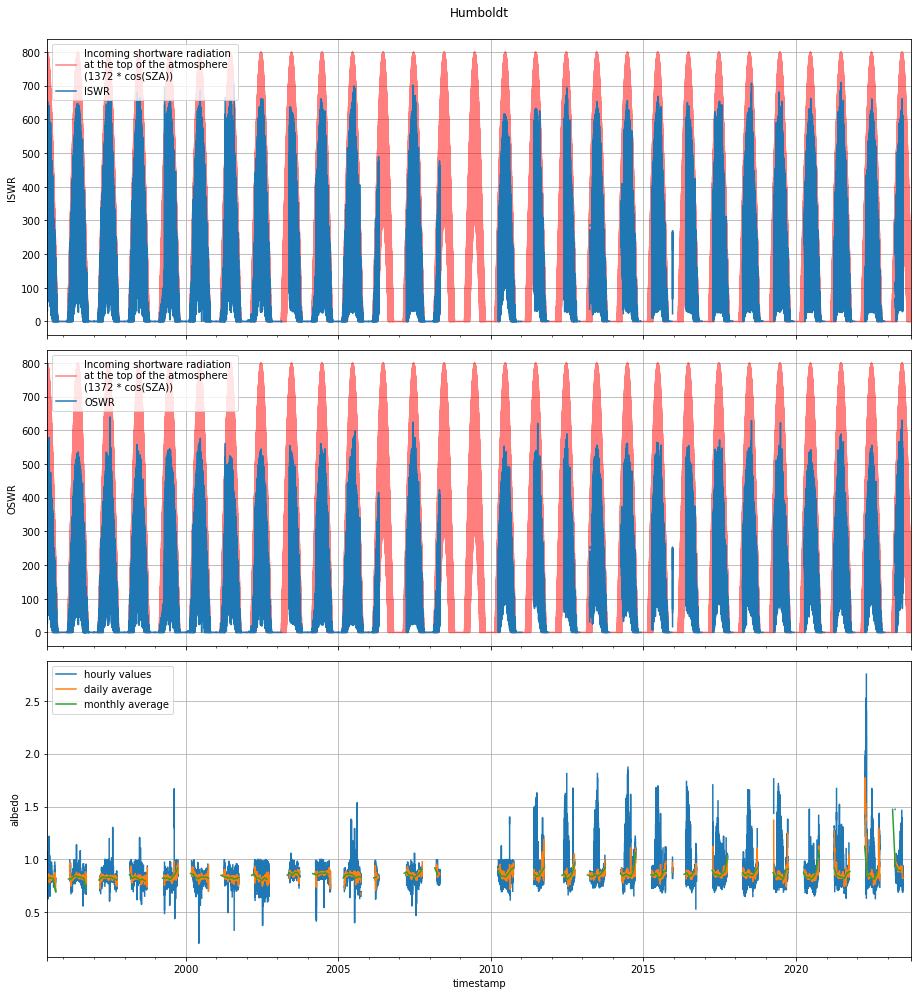 Humboldt
800
700
600
500
400
300
200
100
0
ISWR
Incoming shortware radiation
at the top of the atmosphere
(1372 * cos(SZA))
ISWR
800
700
600
500
400
300
200
100
0
OSWR
Incoming shortware radiation
at the top of the atmosphere
(1372 * cos(SZA))
OSWR
2.5
2.0
1.5
1.0
0.5
albedo
hourly values
daily average
monthly average
2000
2005
2010
2015
2020
timestamp